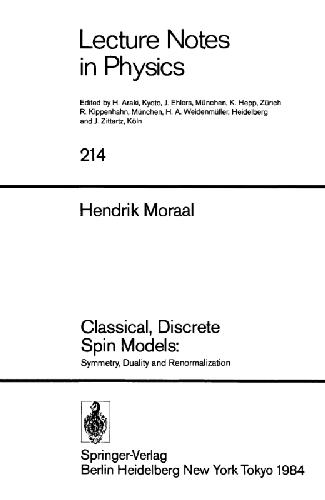 Lecture Notes
in Physics
Edited by H. Araki, Kyoto, J. Ehlers, München, K. Hepp, Zürich
R. Kippenhahn, München, H. A. Weidenmüller, Heidelberg
and J. Zittartz, Köln
214
Hendrik Moraal
Classical, Discrete
Spin Models:
Symmetry, Duality and Renormalization
Springer-Verlag
Berlin Heidelberg New York Tokyo 1984